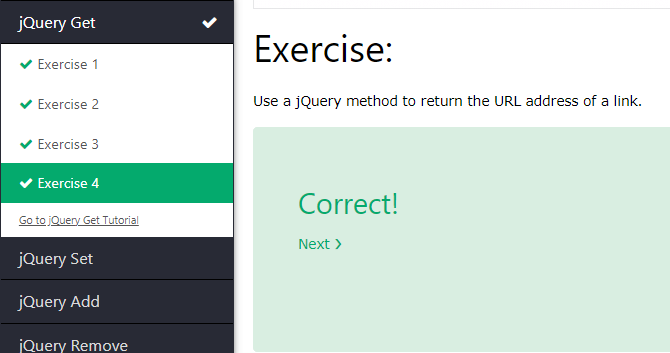 jQuery Get
Exercise 1
Exercise 2
Exercise 3
Exercise 4
Go to jQuery Get Tutorial
jQuery Set
jQuery Add
jQuery Remove
Exercise:
Use a jQuery method to return the URL address of a link.
Correct!
Next ❯